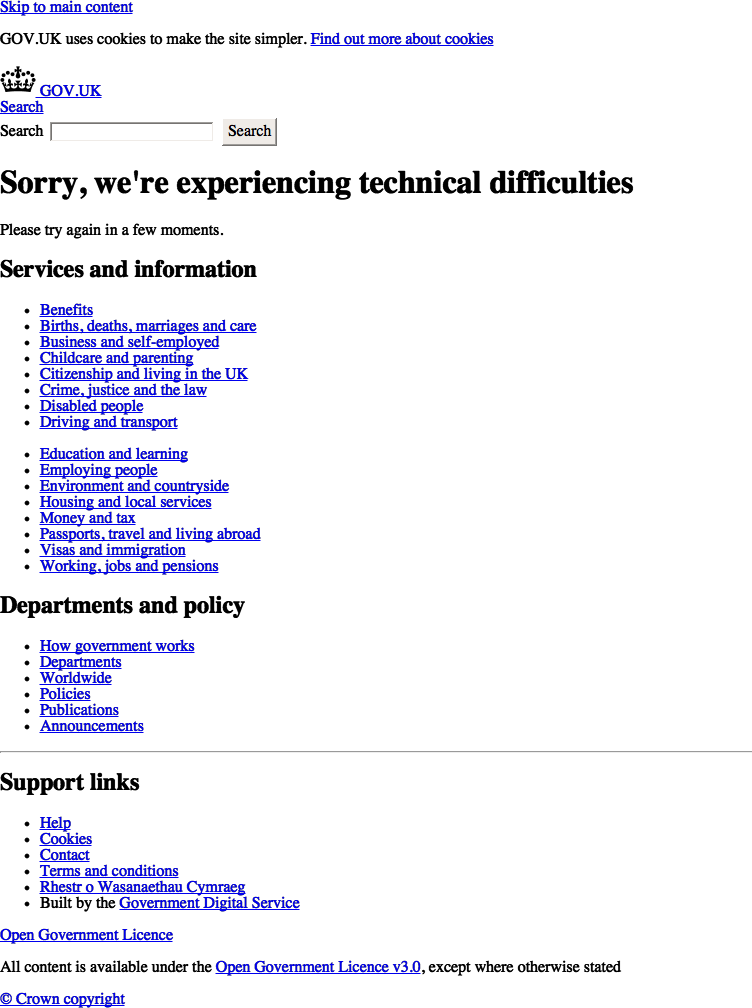 Skip to main content
GOV.UK uses cookies to make the site simpler. Find out more about cookies
GOV.UK
Search
Search Search
Sorry, we're experiencing technical difficulties
Please try again in a few moments.
Services and information
Benefits
Births, deaths, marriages and care
Business and self-employed
Childcare and parenting
Citizenship and living in the UK
Crime, justice and the law
Disabled people
Driving and transport
Education and learning
Employing people
Environment and countryside
Housing and local services
Money and tax
Passports, travel and living abroad
Visas and immigration
Working, jobs and pensions
Departments and policy
How government works
Departments
Worldwide
Policies
Publications
Announcements
Support links
Help
Cookies
Contact
Terms and conditions
Rhestr o Wasanaethau Cymraeg
Built by the Government Digital Service
Open Government Licence
All content is available under the Open Government Licence v3.0, except where otherwise stated
© Crown copyright